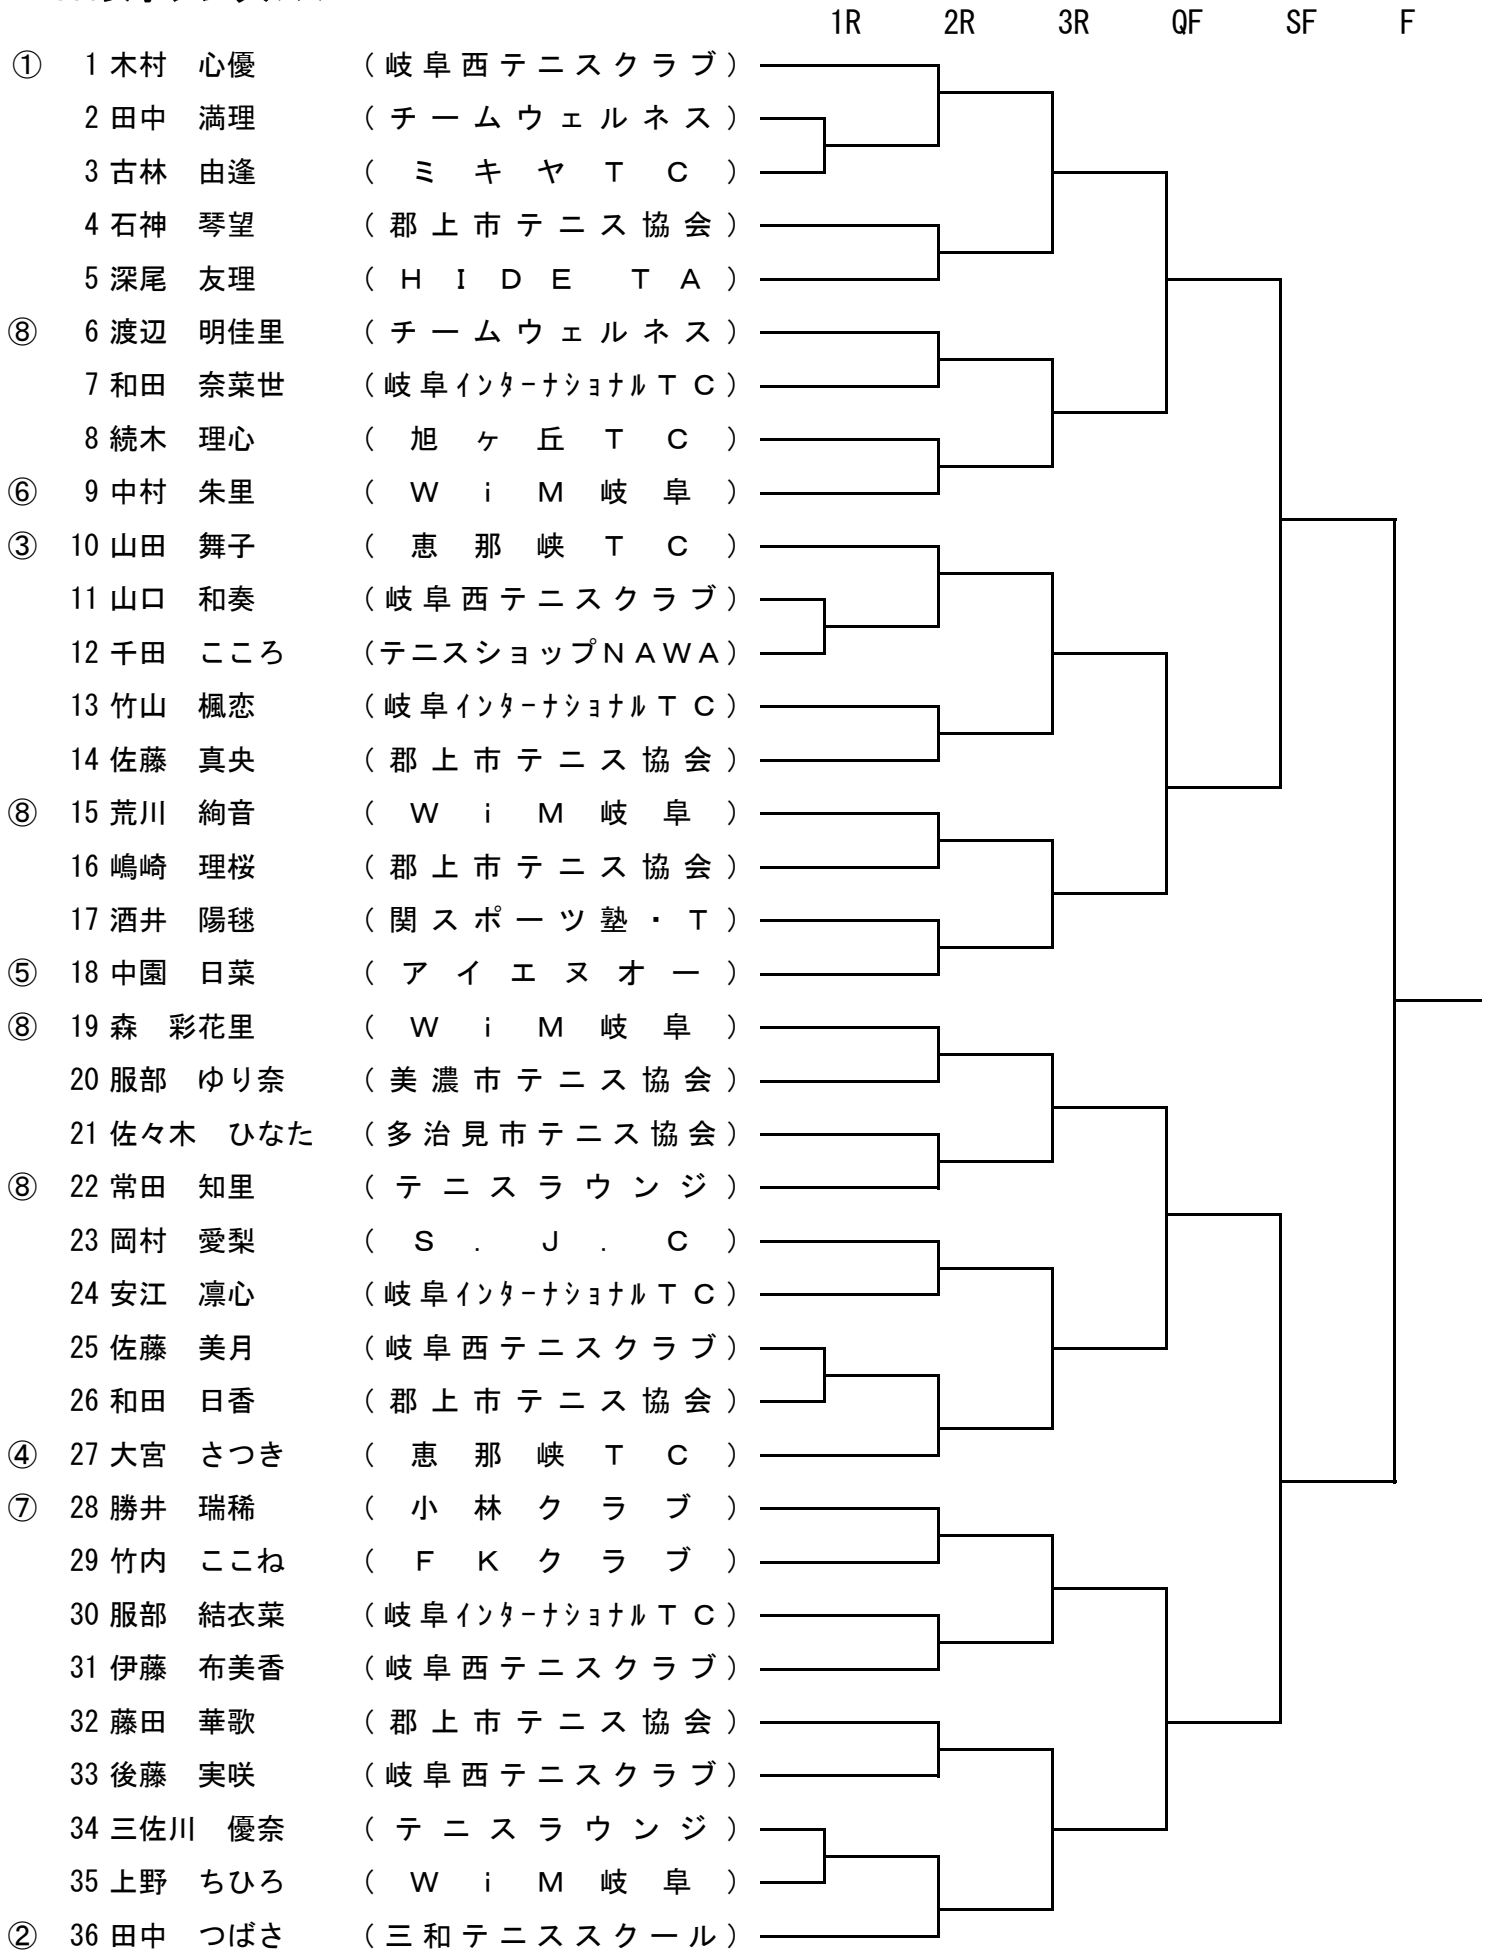 1R 2R 3R QF SF F
① 1 木村 心優 (岐阜西テニスクラブ)
2 田中 満理 (チームウェルネス)
3 古林 由逢 (ミキヤTC)
4 石神 琴望 (郡上市テニス協会)
5 深尾 友理 (HIDE TA)
⑧ 6 渡辺 明佳里 (チームウェルネス)
7 和田 奈菜世 (岐阜インターナショナルTC)
8 続木 理心 (旭ヶ丘TC)
⑥ 9 中村 朱里 (WiM岐阜)
③ 10 山田 舞子 (恵那峡TC)
11 山口 和奏 (岐阜西テニスクラブ)
12 千田 こころ (テニスショップNAWA)
13 竹山 楓恋 (岐阜インターナショナルTC)
14 佐藤 真央 (郡上市テニス協会)
⑧ 15 荒川 絢音 (WiM岐阜)
16 嶋崎 理桜 (郡上市テニス協会)
17 酒井 陽毬 (関スポーツ塾・T)
⑤ 18 中園 日菜 (アイエヌオー)
⑧ 19 森 彩花里 (WiM岐阜)
20 服部 ゆり奈 (美濃市テニス協会)
21 佐々木 ひなた (多治見市テニス協会)
⑧ 22 常田 知里 (テニスラウンジ)
23 岡村 愛梨 (S.J.C)
24 安江 凛心 (岐阜インターナショナルTC)
25 佐藤 美月 (岐阜西テニスクラブ)
26 和田 日香 (郡上市テニス協会)
④ 27 大宮 さつき (恵那峡TC)
⑦ 28 勝井 瑞稀 (小林クラブ)
29 竹内 ここね (FKクラブ)
30 服部 結衣菜 (岐阜インターナショナルTC)
31 伊藤 布美香 (岐阜西テニスクラブ)
32 藤田 華歌 (郡上市テニス協会)
33 後藤 実咲 (岐阜西テニスクラブ)
34 三佐川 優奈 (テニスラウンジ)
35 上野 ちひろ (WiM岐阜)
② 36 田中 つばさ (三和テニススクール)